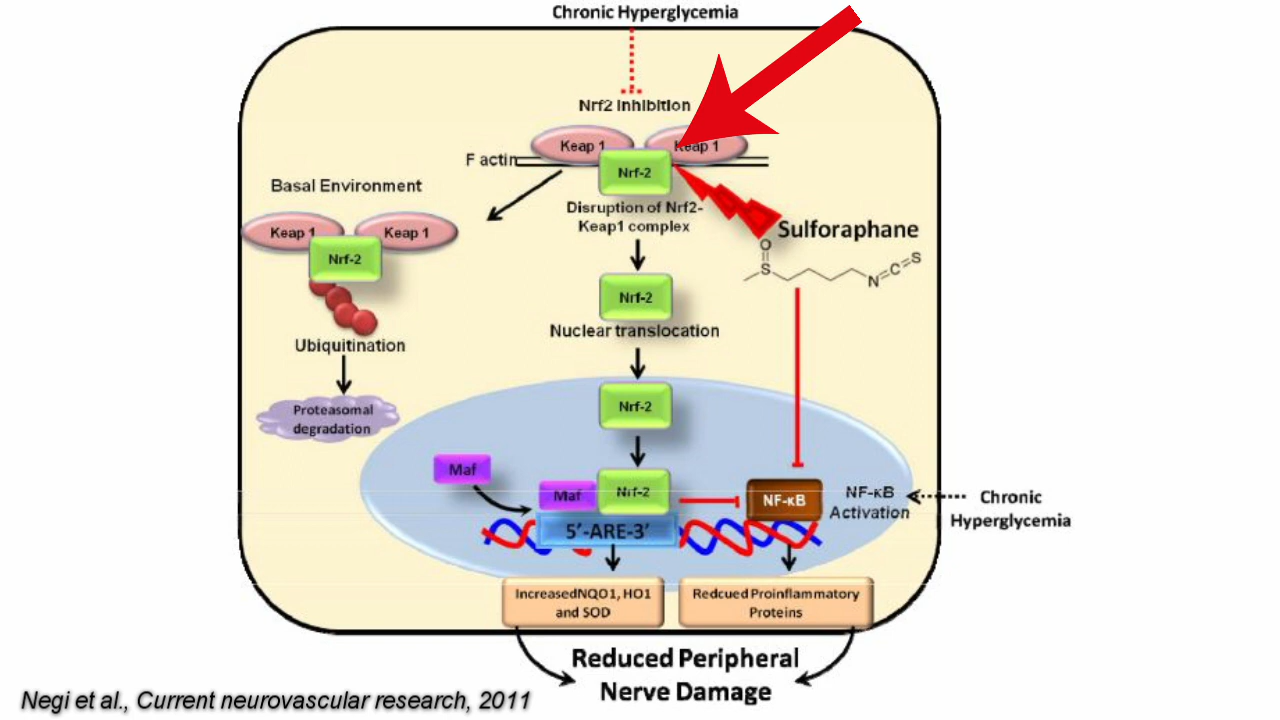 Chronic Hyperglycemia
Nrf2 Inhibition
Keap 1
Keap 1
F actin
Nrf-2
Basal Environment
Disruption of Nrf2-
Keap1 complex
Sulforaphane
O
S
N
C
S
Keap 1
Keap 1
Nrf-2
Nrf-2
Nuclear translocation
Ubiquitination
Proteasomal
degradation
Nrf-2
Maf
Maf
Nrf-2
NF-κB
NF-κB
Activation
Chronic
Hyperglycemia
5’-ARE-3’
IncreasedNQO1, HO1
and SOD
Redcued Proinflammatory
Proteins
Reduced Peripheral
Nerve Damage
Negi et al., Current neurovascular research, 2011